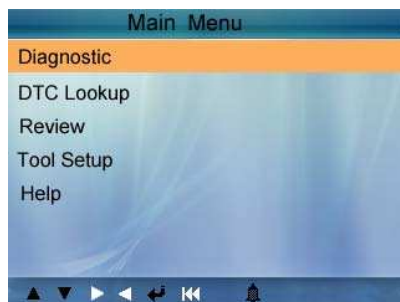 Main Menu
Diagnostic
DTC Lookup
Review
Tool Setup
Help